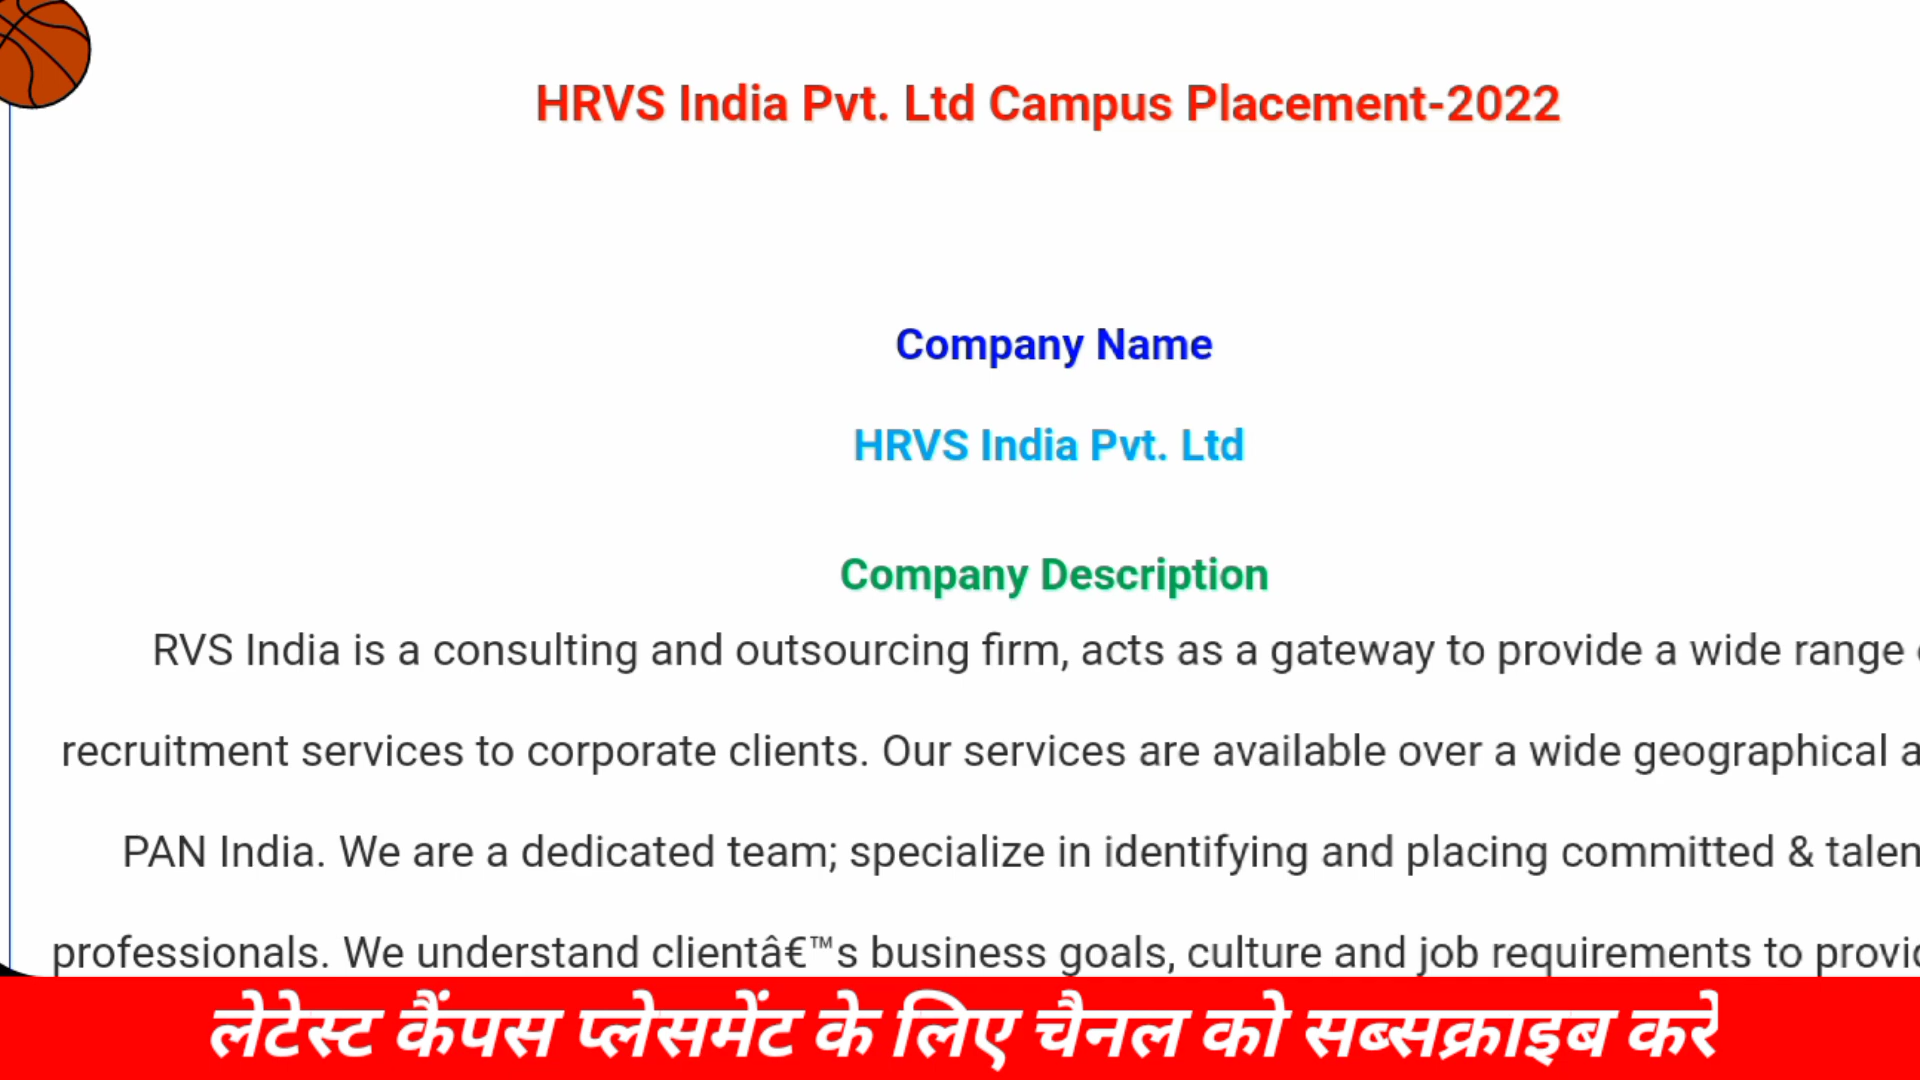 HRVS India Pvt. Ltd Campus Placement-2022
Company Name
HRVS India Pvt. Ltd
Company Description
RVS India is a consulting and outsourcing firm, acts as a gateway to provide a wide range
recruitment services to corporate clients. Our services are available over a wide geographical
PAN India. We are a dedicated team; specialize in identifying and placing committed &
professionals. We understand clientâ€™s business goals, culture and job requirements to
लेटेस्ट कैंपस प्लेसमेंट के लिए चैनल को सब्सक्राइब करे